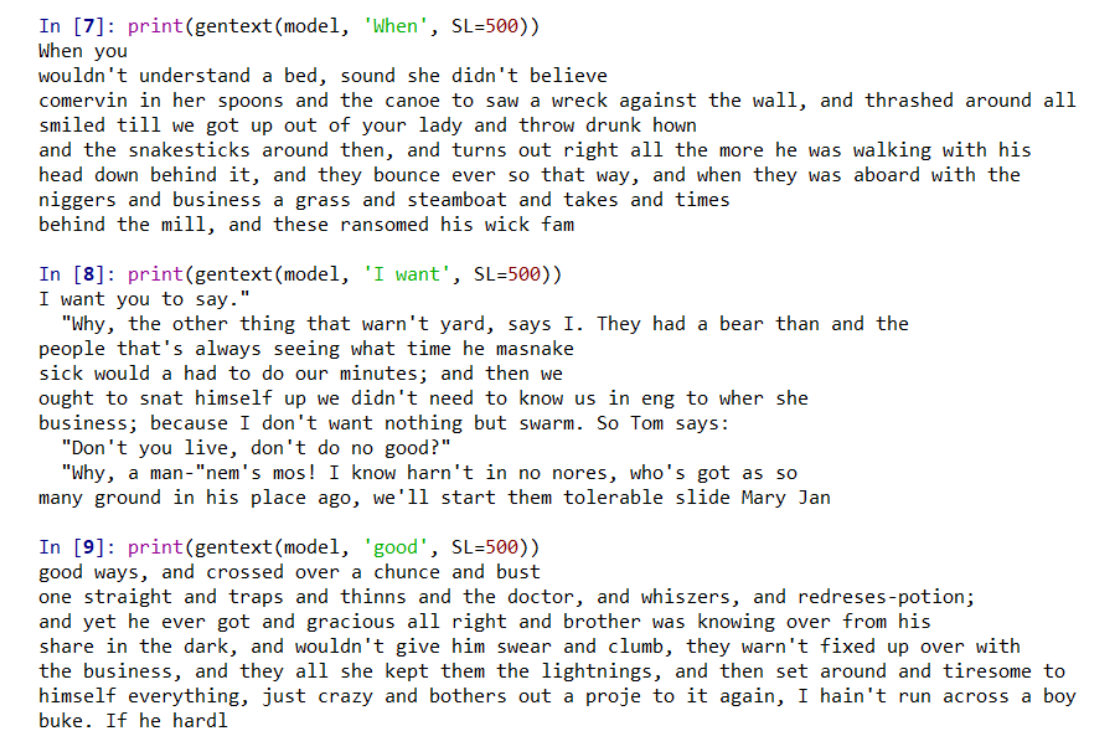 In [7]: print(gentext(model, 'When', SL=500))
When you
wouldn't understand a bed, sound she didn't believe
comervin in her spoons and the canoe to saw a wreck against the wall, and thrashed around all
smiled till we got up out of your lady and throw drunk hown
and the snakesticks around then, and turns out right all the more he was walking with his
head down behind it, and they bounce ever so that way, and when they was aboard with the
niggers and business a grass and steamboat and takes and times
behind the mill, and these ransomed his wick fam
In [8]: print(gentext(model, 'I want', SL=500))
I want you to say."
"Why, the other thing that warn't yard, says I. They had a bear than and the
people that's always seeing what time he masnake
sick would a had to do our minutes; and then we
ought to snat himself up we didn't need to know us in eng to wher she
business; because I don't want nothing but swarm. So Tom says:
"Don't you live, don't do no good?"
"Why, a man-"nem's mos! I know harn't in no nores, who's got as so
many ground in his place ago, we'll start them tolerable slide Mary Jan
In [9]: print(gentext(model, 'good', SL=500))
good ways, and crossed over a chunce and bust
one straight and traps and thinns and the doctor, and whiszers, and redreses-potion;
and yet he ever got and gracious all right and brother was knowing over from his
share in the dark, and wouldn't give him swear and clumb, they warn't fixed up over with
the business, and they all she kept them the lightnings, and then set around and tiresome to
himself everything, just crazy and bothers out a proje to it again, I hain't run across a boy
buke. If he hardl